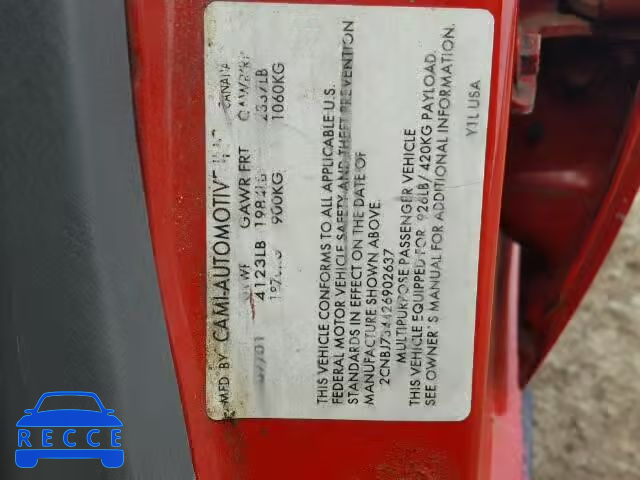 MFD BY CAMI-AUTOMOTIVE CANADA
GAWR FRT
4123LB 1984LB 2337LB
900KG 1060KG
THIS VEHICLE CONFORMS TO ALL APPLICABLE U.S.
FEDERAL MOTOR VEHICLE SAFETY AND THEFT PREVENTION
STANDARDS IN EFFECT ON THE DATE OF
MANUFACTURE SHOWN ABOVE.
MULTIPURPOSE PASSENGER VEHICLE
VEHICLE EQUIPPED FOR 926LB/ 420KG PAYLOAD.
SEE OWNER'S MANUAL FOR ADDITIONAL INFORMATION.
Y1L USA
RECCE